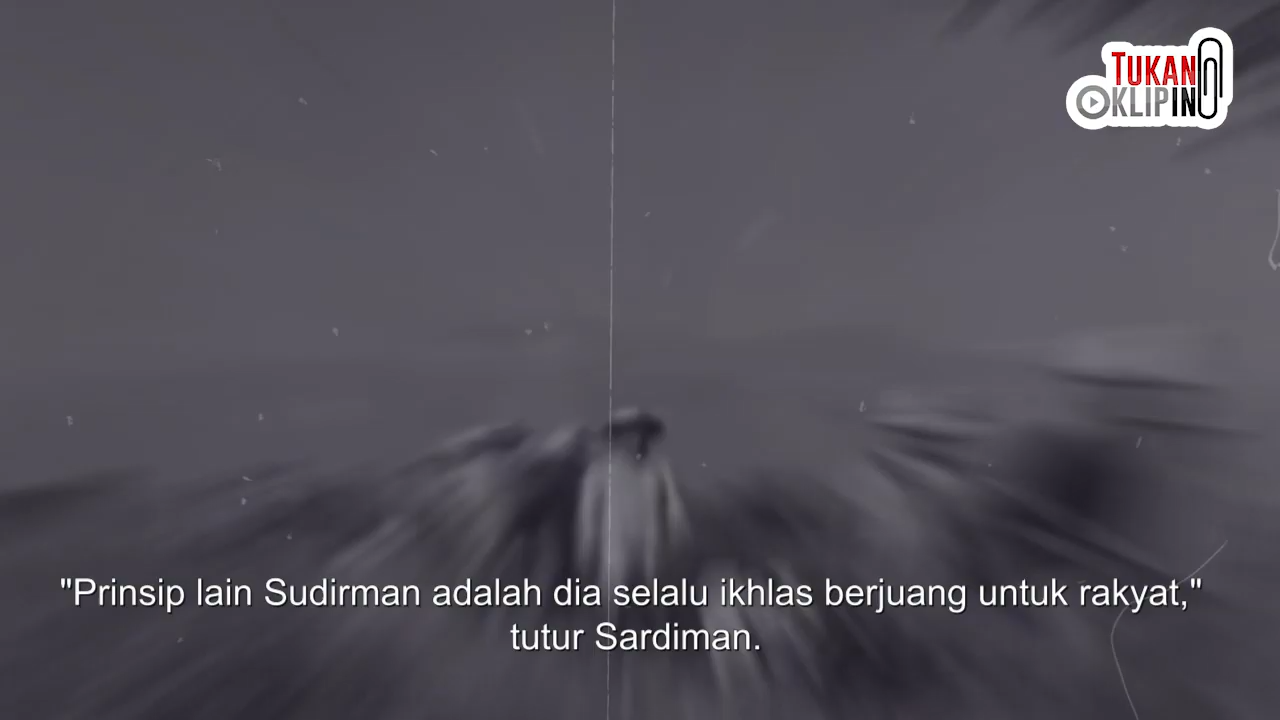 TUKAN
KLIPIN
"Prinsip lain Sudirman adalah dia selalu ikhlas berjuang untuk rakyat,"
tutur Sardiman.